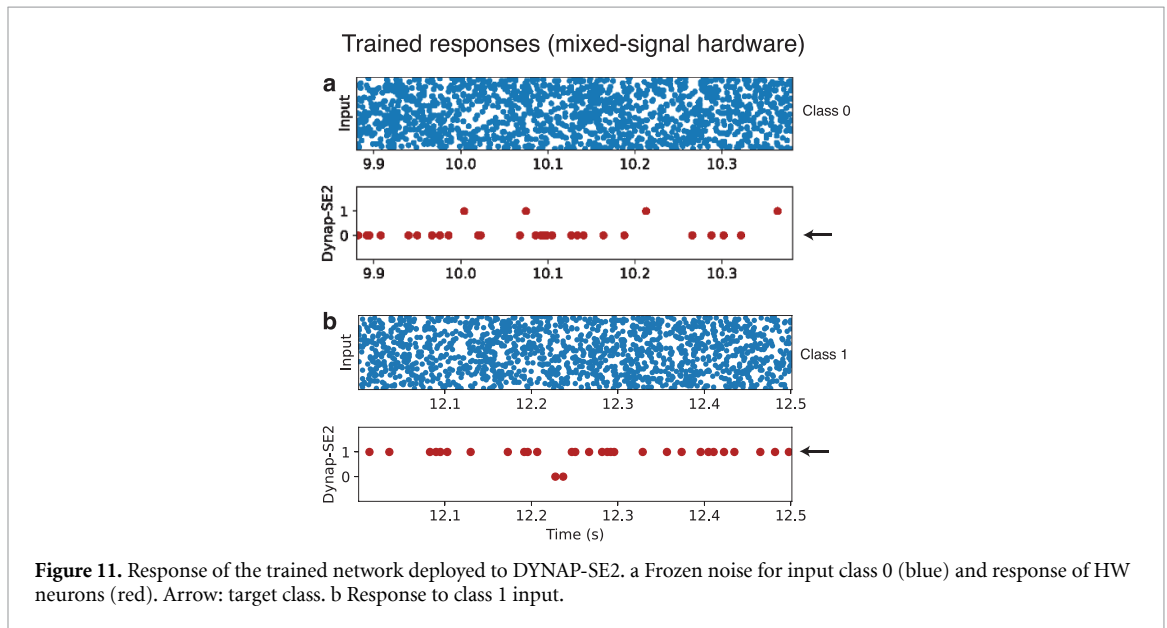 Trained responses (mixed-signal hardware)
a
Input
Class 0
9.9 10.0 10.1 10.2 10.3
Dynap-SE2
1
0
9.9 10.0 10.1 10.2 10.3
b
Input
Class 1
12.1 12.2 12.3 12.4 12.5
Dynap-SE2
1
0
12.1 12.2 12.3 12.4 12.5
Time (s)
Figure 11. Response of the trained network deployed to DYNAP-SE2. a Frozen noise for input class 0 (blue) and response of HW
neurons (red). Arrow: target class. b Response to class 1 input.